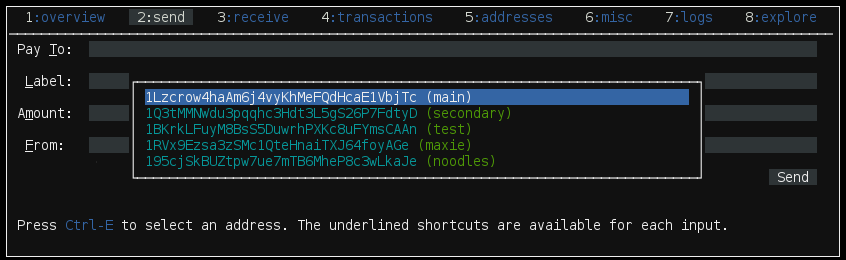 1:overview 2:send 3:receive 4:transactions 5:addresses 6:misc 7:logs 8:explore
Pay To:
Label:
1Lzcrow4haAm6j4vyKhMeFQdHcaE1VbjTc (main)
1Q3tMMNWdu3pqqhc3Hdt3L5gS26P7FdtyD (secondary)
Amount:
1BKrkLFuyM8BsS5DuwrhPXKc8uFYmsCAAn (test)
From:
1RVx9Ezsa3zSMc1QteHnaiTXJ64foyAGe (maxie)
195cjSkBUZtpw7ue7mTB6MheP8c3wLkaJe (noodles)
Send
Press Ctrl-E to select an address. The underlined shortcuts are available for each input.